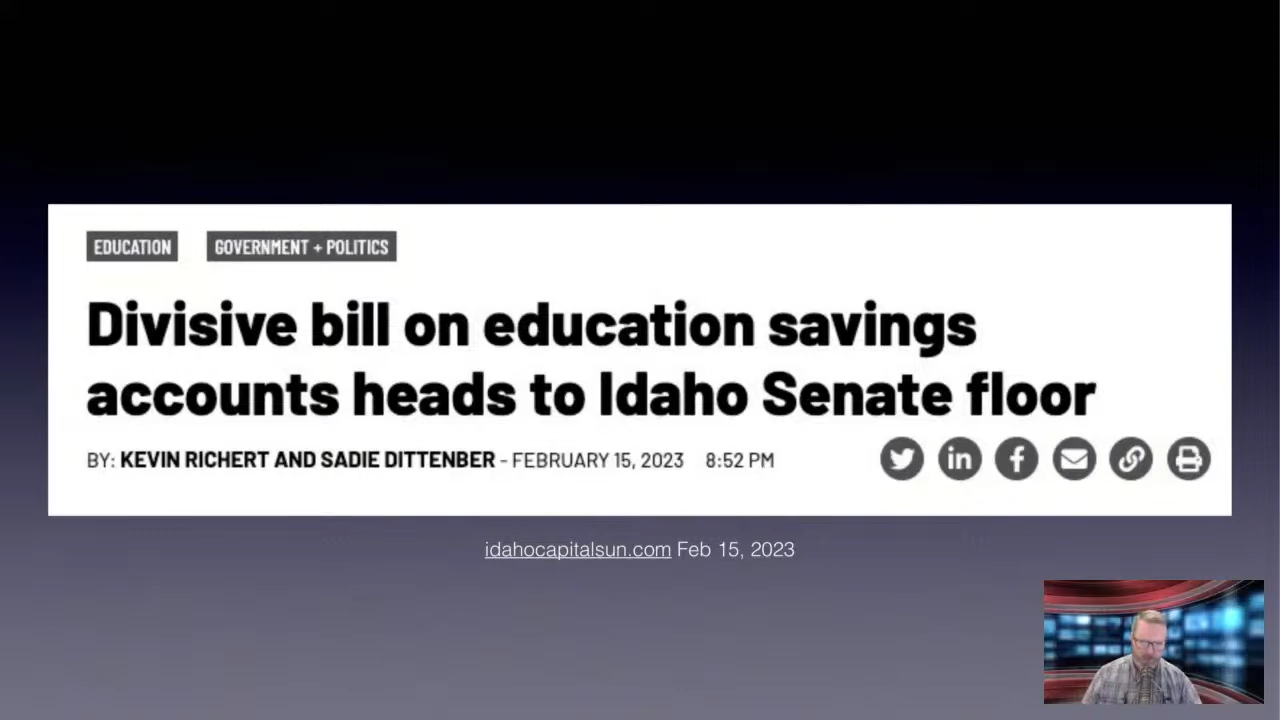 EDUCATION GOVERNMENT + POLITICS
Divisive bill on education savings
accounts heads to Idaho Senate floor
BY: KEVIN RICHERT AND SADIE DITTENBER - FEBRUARY 15, 2023 8:52 PM
idahocapitalsun.com Feb 15, 2023